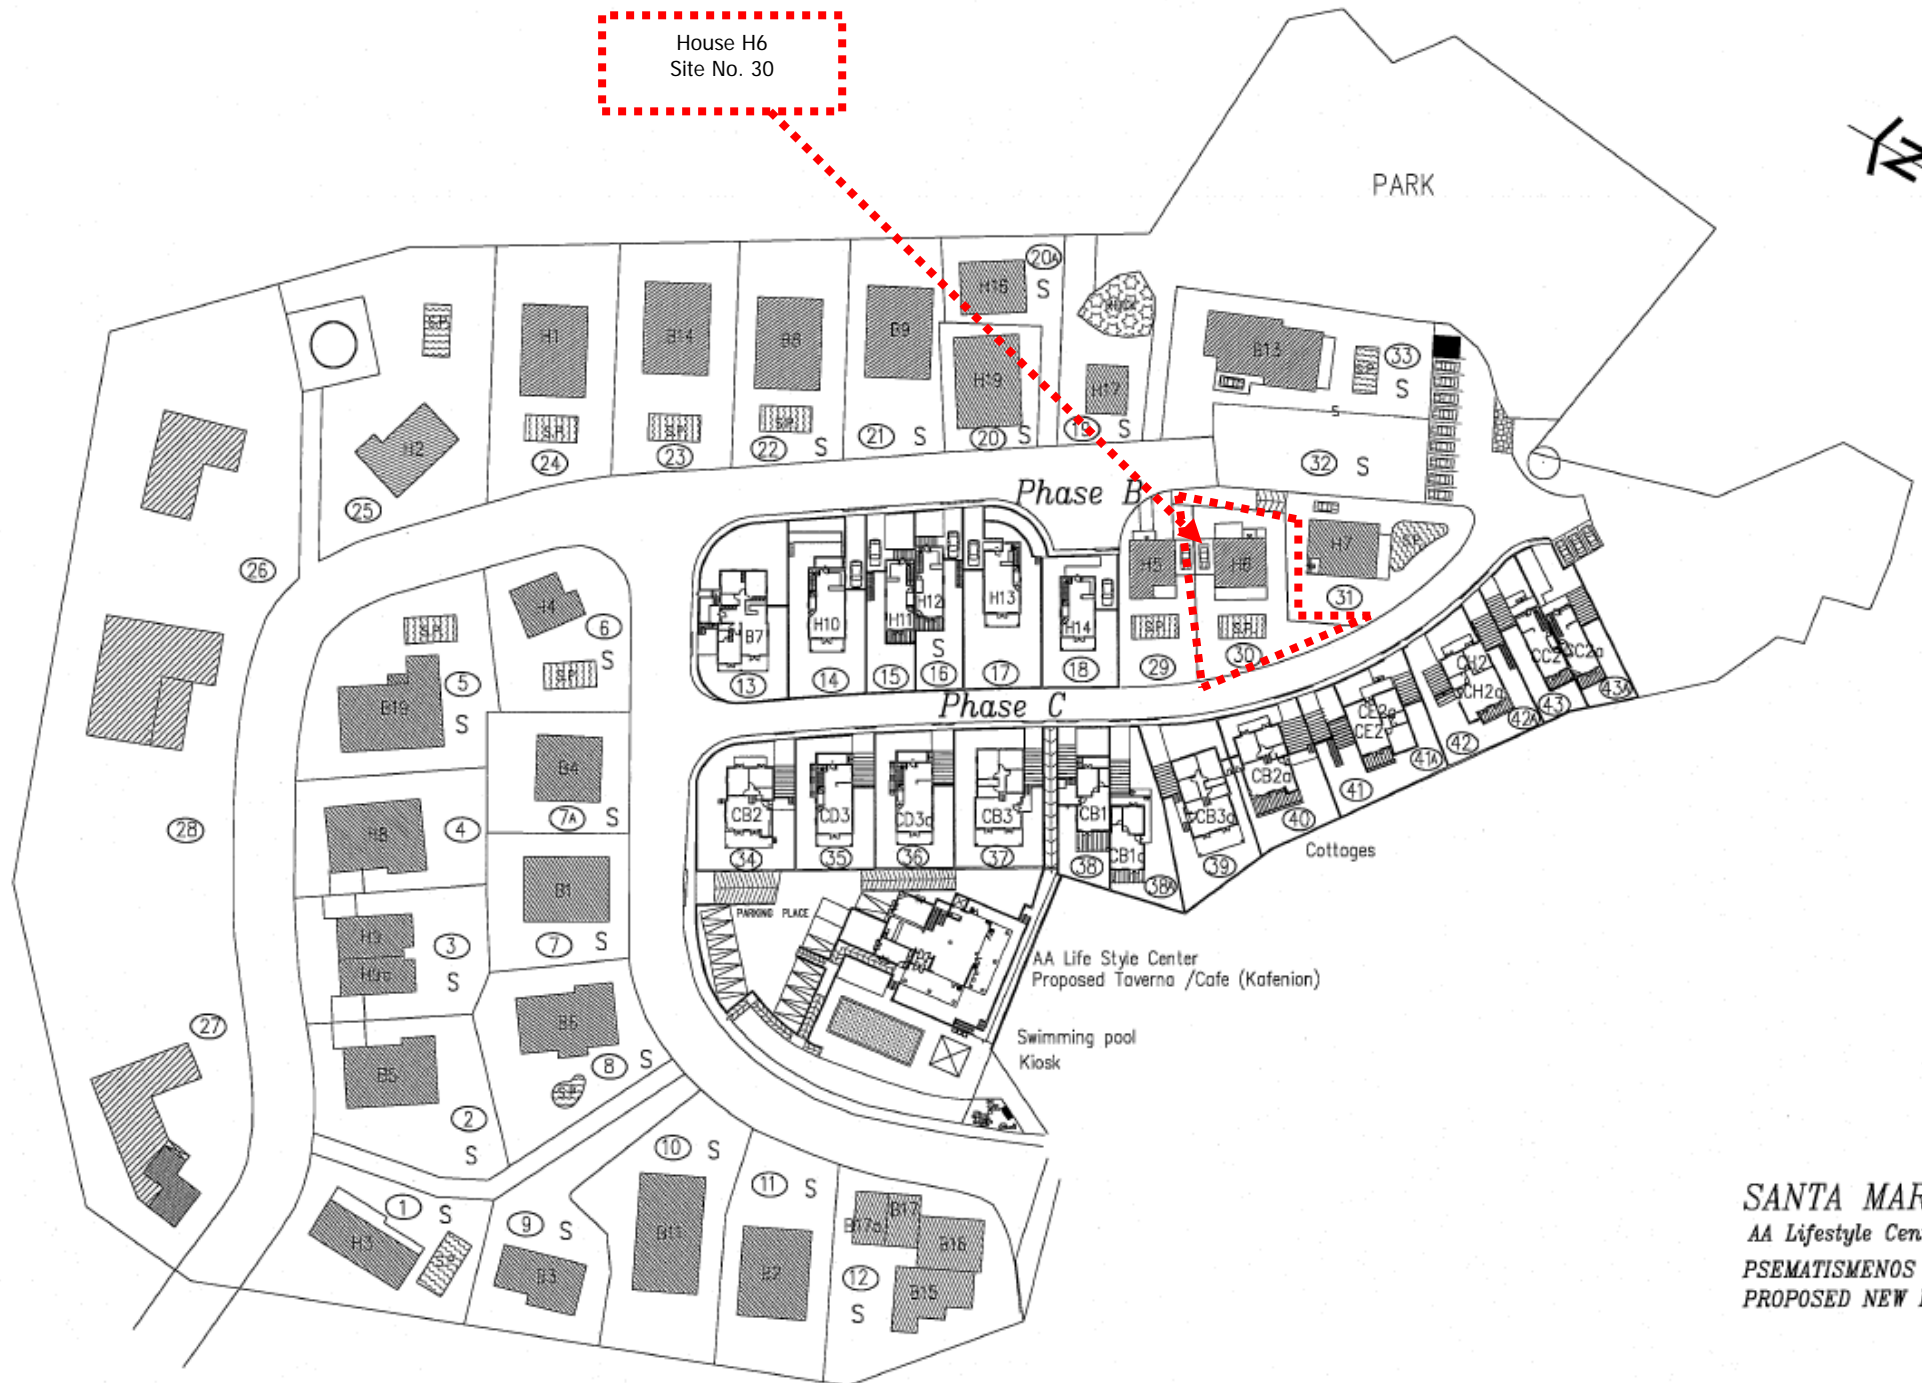 House H6
Site No. 30
PARK
N
20A
H16
S
ROCK
S.P.
H1
B14
B8
B9
H19
H17
B13
S.P.
33
S
S
H2
S.P.
S.P.
S.P.
S
21
S
20
S
19
S
24
23
22
32
S
25
Phase B
26
H4
6
S
S.P.
S.P.
5
S
B19
B7
H10
H11
H12
H13
H14
H5
H6
H7
S.P.
S
13
14
15
16
17
18
S.P.
29
S.P.
30
31
Phase C
CH2
CH2a
CC2
CC2a
43A
43
42A
42
CE2a
CE2
41A
41
B4
7A
S
CB2
CD3
CD3a
CB3
CB1
CB1a
CB3a
CB2a
40
39
Cottages
34
35
36
37
38
38A
28
H8
4
B1
7
S
PARKING PLACE
H9
H9a
3
S
AA Life Style Center
Proposed Taverna /Cafe (Kafenion)
27
B6
8
S
S.P.
Swimming pool
Kiosk
B5
2
S
10
S
11
S
1
S
9
S
H3
S.P.
B3
B11
B2
B17a
B17
B16
B15
12
S
SANTA MAR
AA Lifestyle Cen
PSEMATISMENOS
PROPOSED NEW